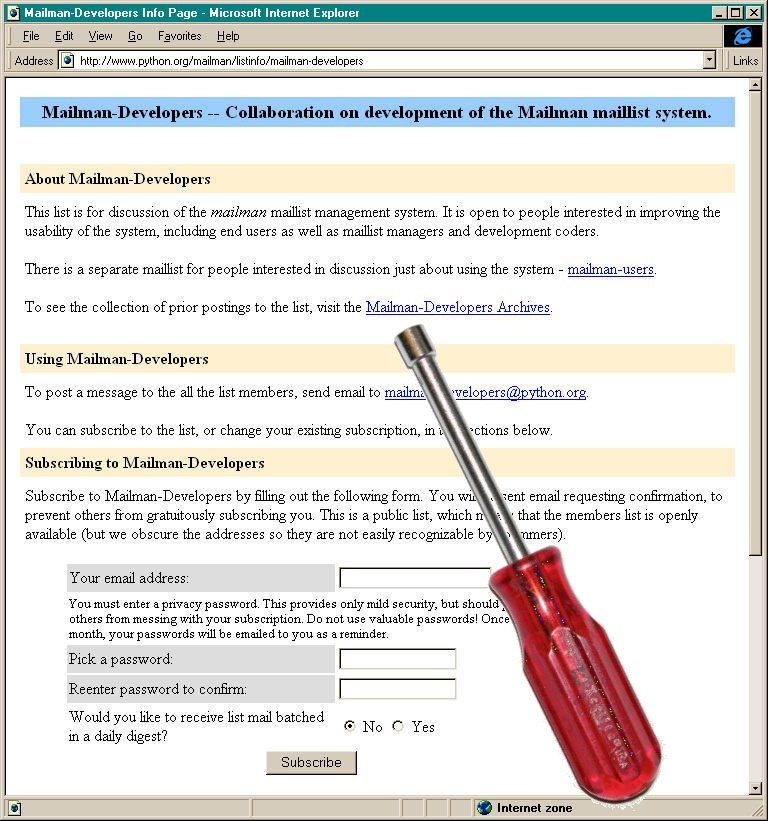 Mailman-Developers Info Page - Microsoft Internet Explorer
File Edit View Go Favorites Help
Address http://www.python.org/mailman/listinfo/mailman-developers Links
Mailman-Developers -- Collaboration on development of the Mailman maillist system.
About Mailman-Developers
This list is for discussion of the mailman maillist management system. It is open to people interested in improving the
usability of the system, including end users as well as maillist managers and development coders.
There is a separate maillist for people interested in discussion just about using the system - mailman-users.
To see the collection of prior postings to the list, visit the Mailman-Developers Archives.
Using Mailman-Developers
To post a message to the all the list members, send email to velopers@python.org.
You can subscribe to the list, or change your existing subscription, in below.
Subscribing to Mailman-Developers
Subscribe to Mailman-Developers by filling out the following form. You sent email requesting confirmation, to
prevent others from gratuitously subscribing you. This is a public list, which that the members list is openly
available (but we obscure the addresses so they are not easily recognizable by
Your email address:
You must enter a privacy password. This provides only mild security, but should
others from messing with your subscription. Do not use valuable passwords! Once
month, your passwords will be emailed to you as a reminder.
Pick a password:
Reenter password to confirm:
Would you like to receive list mail batched
in a daily digest?
No Yes
Subscribe
Internet zone